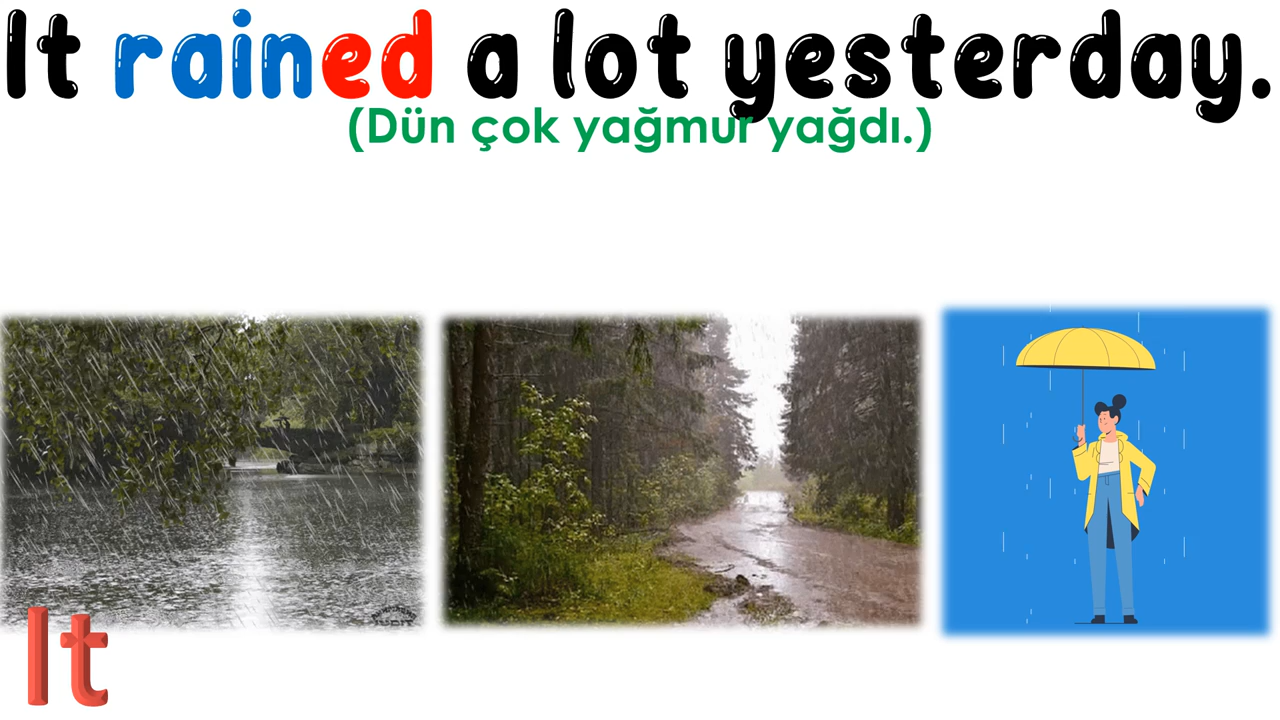 It rained a lot yesterday.
(Dün çok yağmur yağdı.)
It